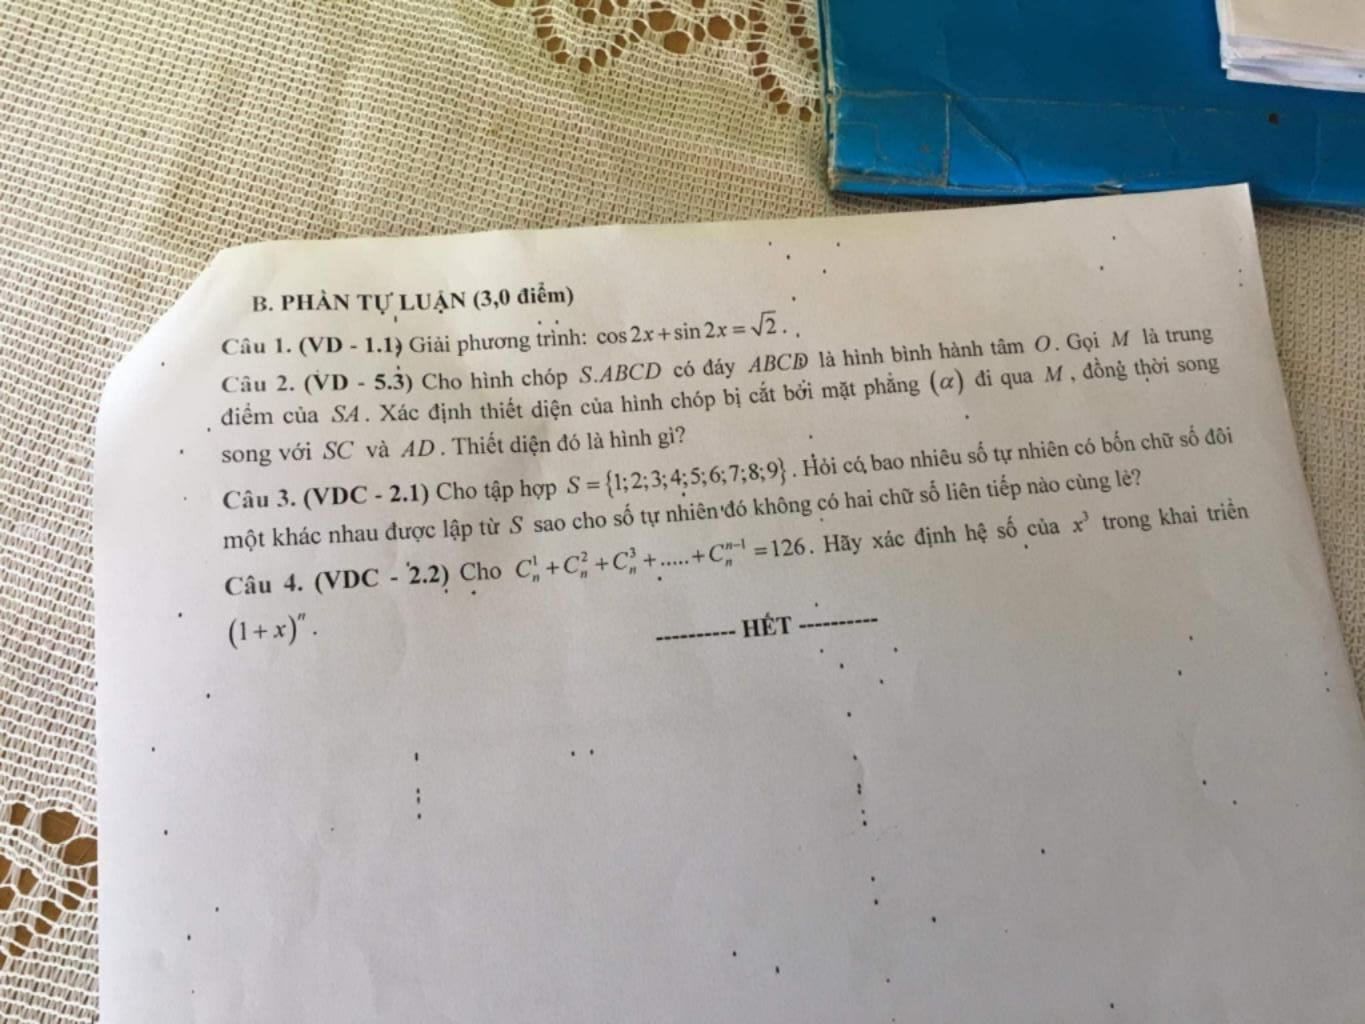 B. PHẦN TỰ LUẬN (3,0 điểm)
Câu 1. (VD - 1.1) Giải phương trình: cos 2x + sin 2x = √2.
Câu 2. (VD - 5.3) Cho hình chóp S.ABCD có đáy ABCD là hình bình hành tâm O. Gọi M là trung
điểm của SA. Xác định thiết diện của hình chóp bị cắt bởi mặt phẳng (α) đi qua M, đồng thời song
song với SC và AD. Thiết diện đó là hình gì?
Câu 3. (VDC - 2.1) Cho tập hợp S = {1;2;3;4;5;6;7;8;9}. Hỏi có bao nhiêu số tự nhiên có bốn chữ số đôi
một khác nhau được lập từ S sao cho số tự nhiên đó không có hai chữ số liên tiếp nào cùng lẻ?
Câu 4. (VDC - 2.2) Cho Cₙ¹ + Cₙ² + Cₙ³ + ..... + Cₙⁿ⁻¹ = 126. Hãy xác định hệ số của x³ trong khai triển
(1 + x)ⁿ.
---------- HẾT ----------